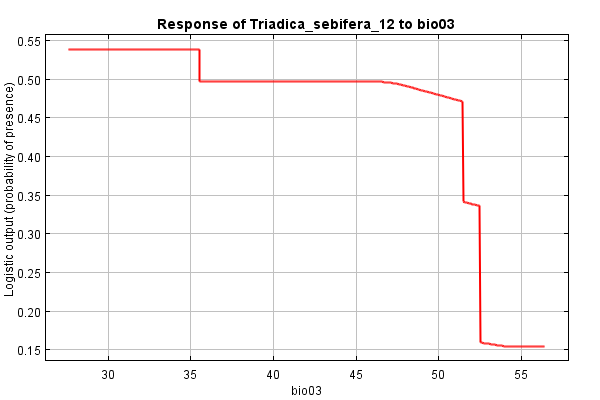 Response of Triadica_sebifera_12 to bio03
Logistic output (probability of presence)
0.55
0.50
0.45
0.40
0.35
0.30
0.25
0.20
0.15
30 35 40 45 50 55
bio03